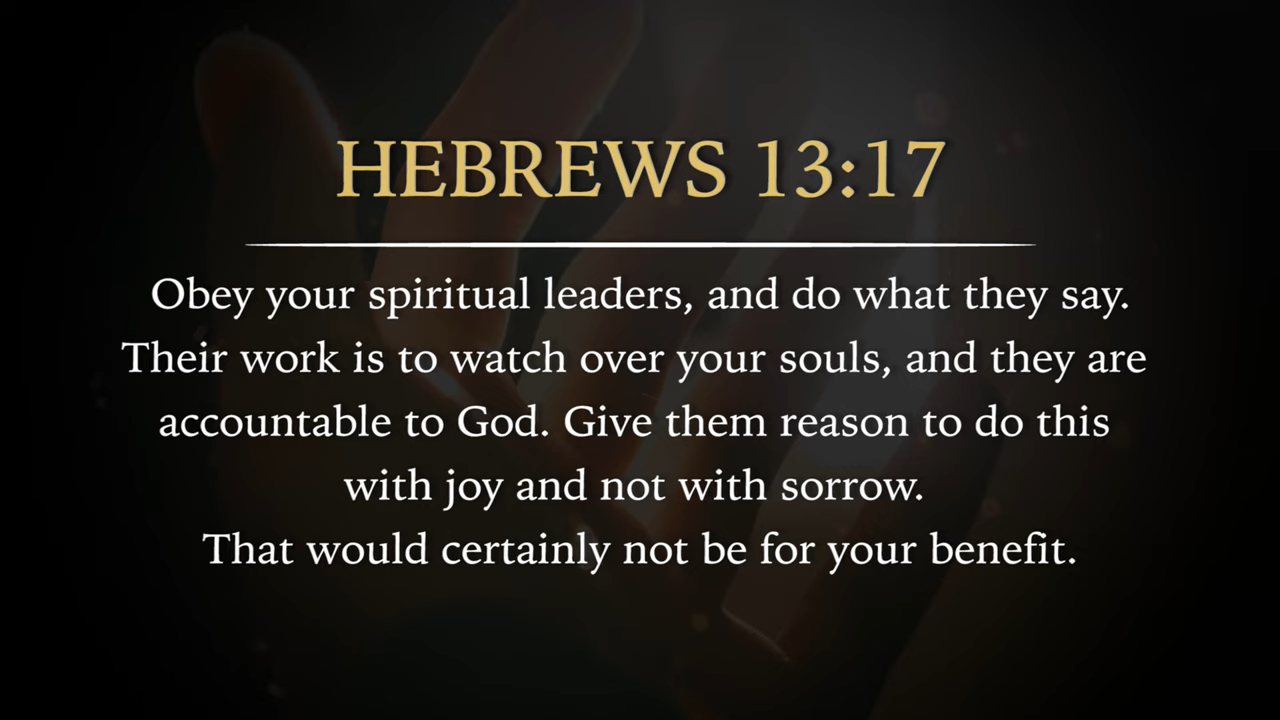 HEBREWS 13:17
Obey your spiritual leaders, and do what they say.
Their work is to watch over your souls, and they are
accountable to God. Give them reason to do this
with joy and not with sorrow.
That would certainly not be for your benefit.